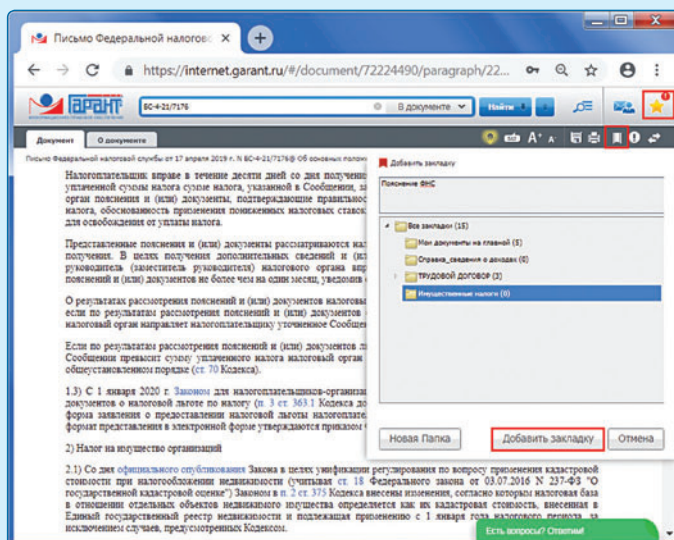 Письмо Федеральной налогово
https://internet.garant.ru/#/document/72224490/paragraph/22...
ГАРАНТ
БС-4-21/7176
В документе
Найти
Документ
О документе
Письмо Федеральной налоговой службы от 17 апреля 2019 г. N БС-4-21/7176@ Об основных положе
Налогоплательщик вправе в течение десяти дней со дня получени
уплаченной суммы налога сумме налога, указанной в Сообщении, за
орган пояснения и (или) документы, подтверждающие правильнос
налога, обоснованность применения пониженных налоговых ставок
для освобождения от уплаты налога.
Представленные пояснения и (или) документы рассматриваются нал
получения. В целях получения дополнительных сведений и (ил
руководитель (заместитель руководителя) налогового органа впр
пояснений и (или) документов не более чем на один месяц, уведомив о
О результатах рассмотрения пояснений и (или) документов налоговы
если по результатам рассмотрения пояснений и (или) документов
налоговый орган направляет налогоплательщику уточненное Сообщен
Если по результатам рассмотрения пояснений и (или) документов ли
Сообщении превысит сумму уплаченного налога налоговый орган
общеустановленном порядке (ст. 70 Кодекса).
1.3) С 1 января 2020 г. Законом для налогоплательщиков-организа
документов о налоговой льготе по налогу (п. 3 ст. 363.1 Кодекса до
форма заявления о предоставлении налоговой льготы налогоплате
формат представления в электронной форме утверждаются приказом
2) Налог на имущество организаций
2.1) Со дня официального опубликования Закона в целях унификации регулирования по вопросу применения кадастровой
стоимости при налогообложении недвижимости (учитывая ст. 18 Федерального закона от 03.07.2016 N 237-ФЗ "О
государственной кадастровой оценке") Законом в п. 2 ст. 375 Кодекса внесены изменения, согласно которым налоговая база
в отношении отдельных объектов недвижимого имущества определяется как их кадастровая стоимость, внесенная в
Единый государственный реестр недвижимости и подлежащая применению с 1 января года налогового периода, за
исключением случаев, предусмотренных Кодексом.
Добавить закладку
Пояснение ФНС
Все закладки (15)
Мои документы на главной (5)
Справка_сведения о доходах (0)
ТРУДОВОЙ ДОГОВОР (2)
Имущественные налоги (0)
Новая Папка
Добавить закладку
Отмена
Есть вопросы? Ответим!